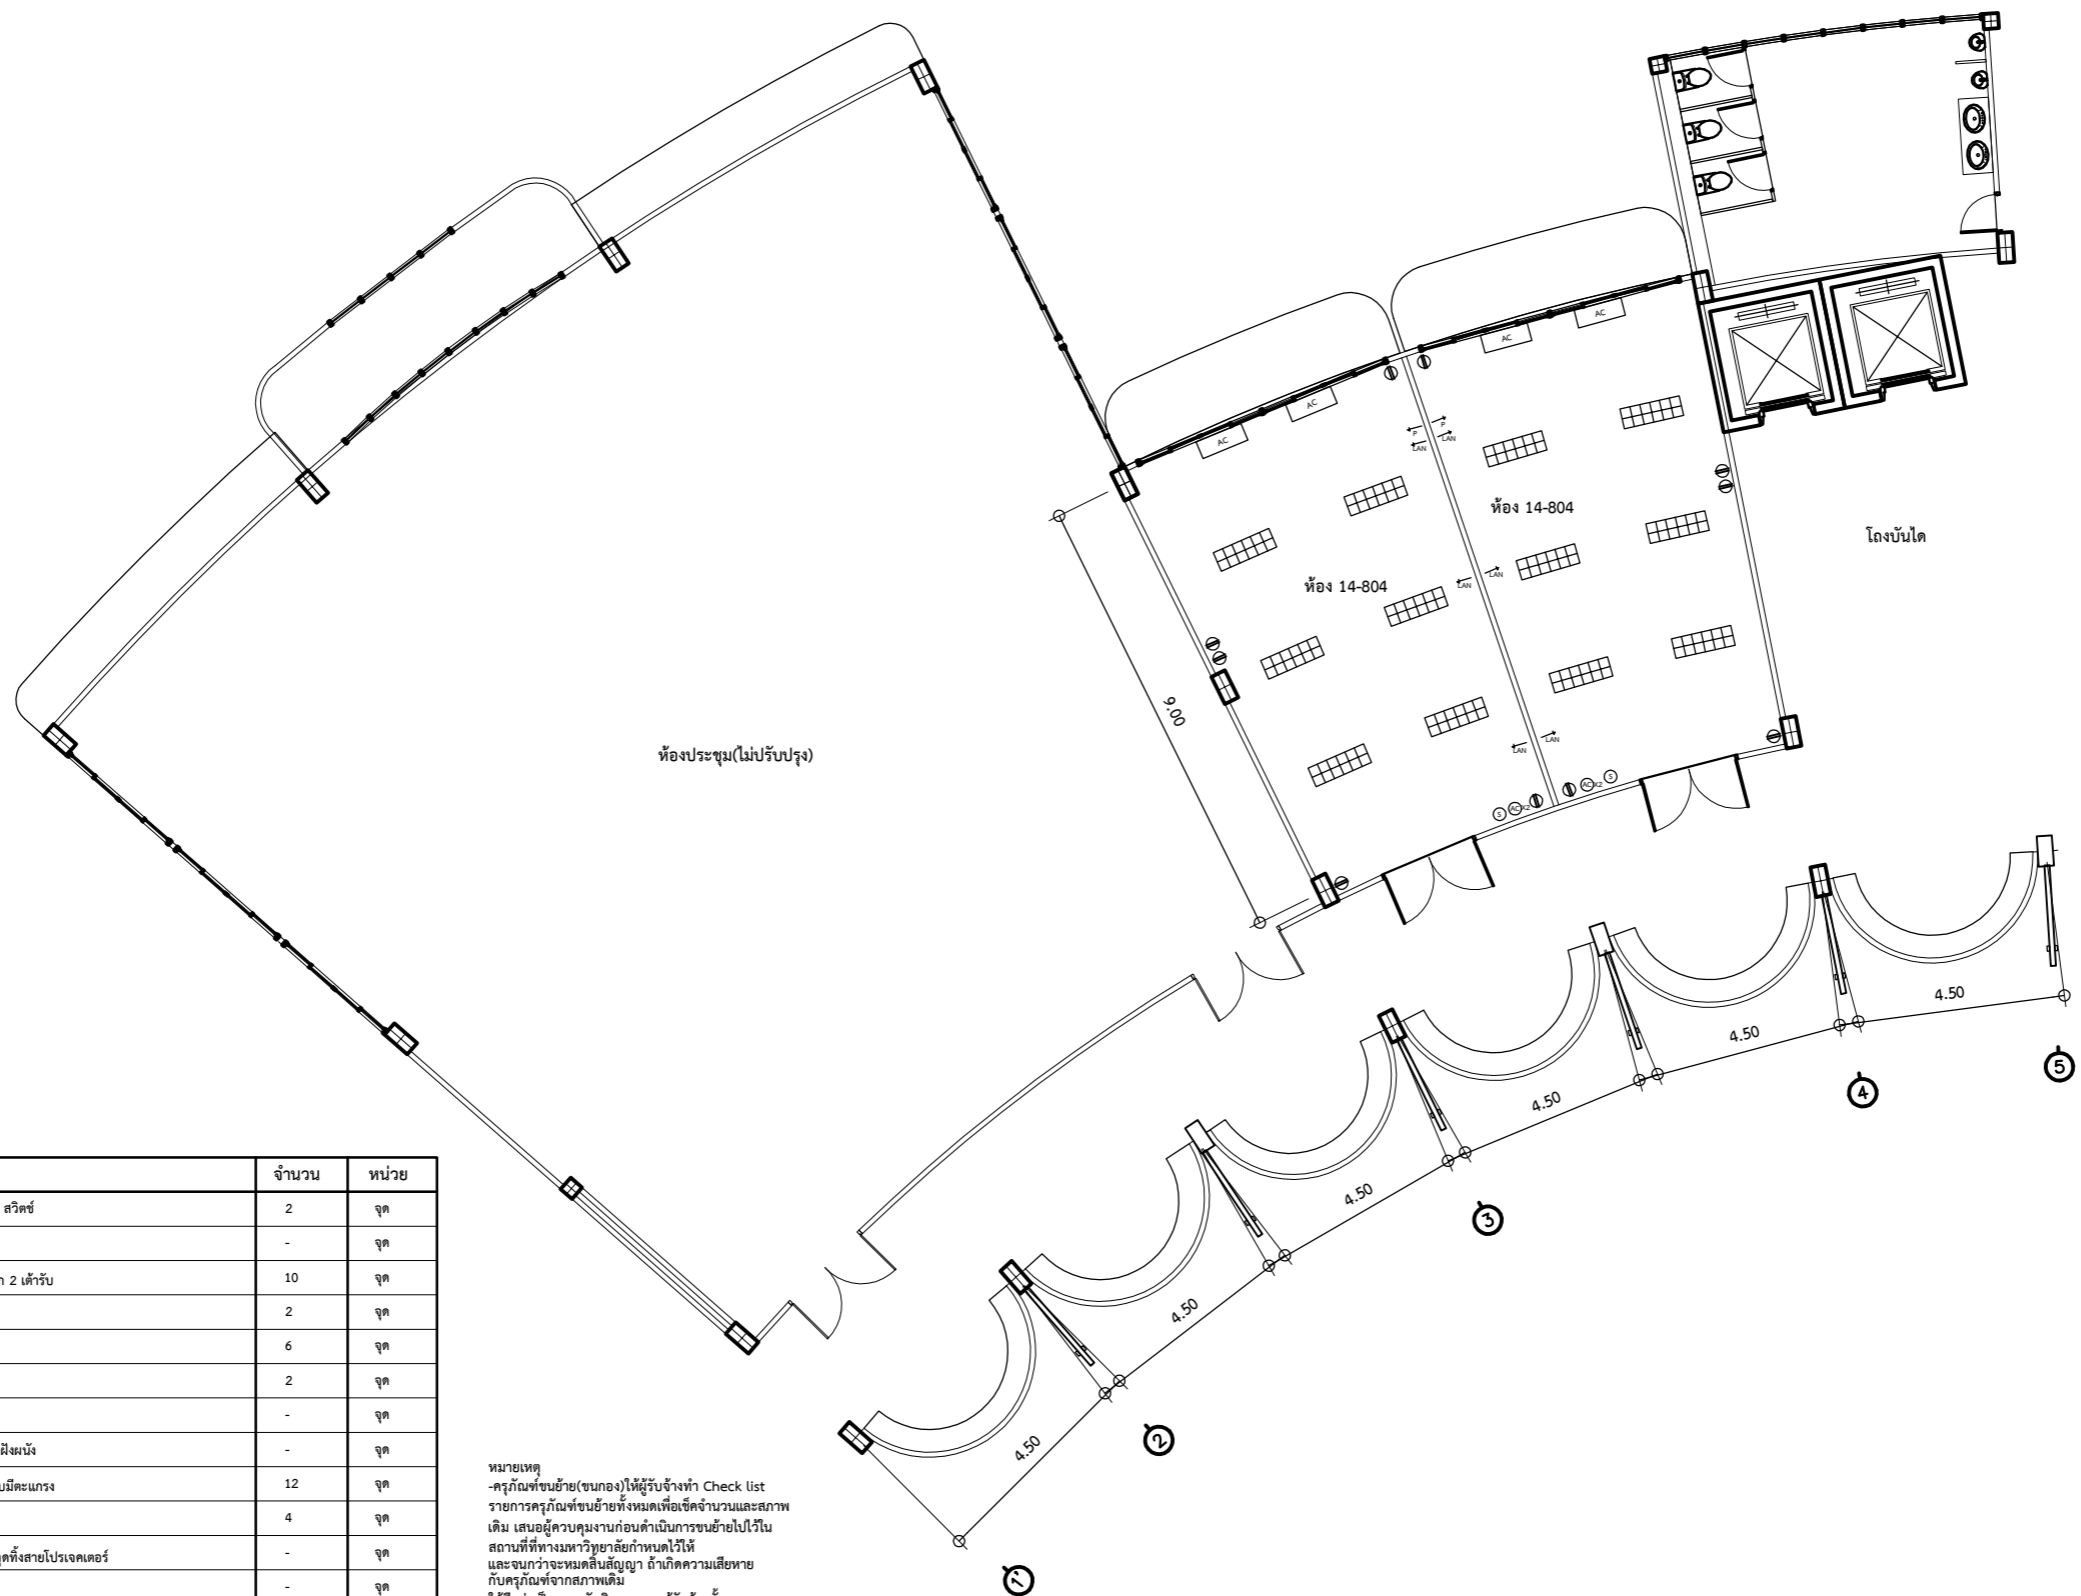 AC
AC
AC
AC
P
P
LAN
LAN
ห้อง 14-804
ห้อง 14-804
โถงบันได
LAN
LAN
9.00
ห้องประชุม(ไม่ปรับปรุง)
LAN
LAN
S
AC
X2
AC
X2
S
4.50
4.50
4.50
4.50
4.50
4.50
5
4
3
2
1'
จำนวน หน่วย
สวิตช์ 2 จุด
- จุด
2 เต้ารับ 10 จุด
2 จุด
6 จุด
2 จุด
- จุด
ฝังผนัง - จุด
มีตะแกรง 12 จุด
4 จุด
ดทิ้งสายโปรเจคเตอร์ - จุด
- จุด
หมายเหตุ
-ครุภัณฑ์ขนย้าย(ขนกอง)ให้ผู้รับจ้างทำ Check list
รายการครุภัณฑ์ขนย้ายทั้งหมดเพื่อเช็คจำนวนและสภาพ
เดิม เสนอผู้ควบคุมงานก่อนดำเนินการขนย้ายไปไว้ใน
สถานที่ที่ทางมหาวิทยาลัยกำหนดไว้ให้
และจนกว่าจะหมดสิ้นสัญญา ถ้าเกิดความเสียหาย
กับครุภัณฑ์จากสภาพเดิม